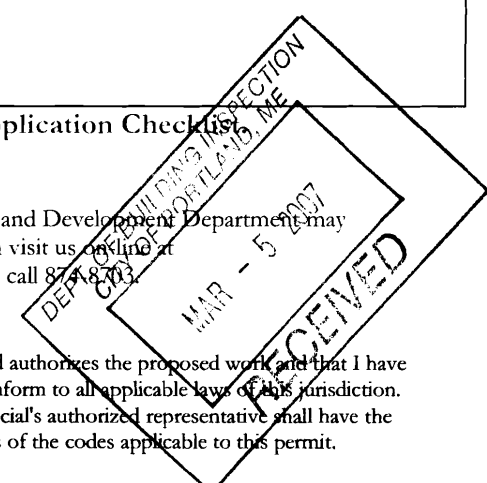 plication Checklist
and Development Department may
n visit us on-line at
call 874-8703.
d authorizes the proposed work and that I have
nform to all applicable laws of this jurisdiction.
cial's authorized representative shall have the
s of the codes applicable to this permit.
DEPT. OF BUILDING INSPECTION
CITY OF PORTLAND, ME
MAR - 5 2007
RECEIVED